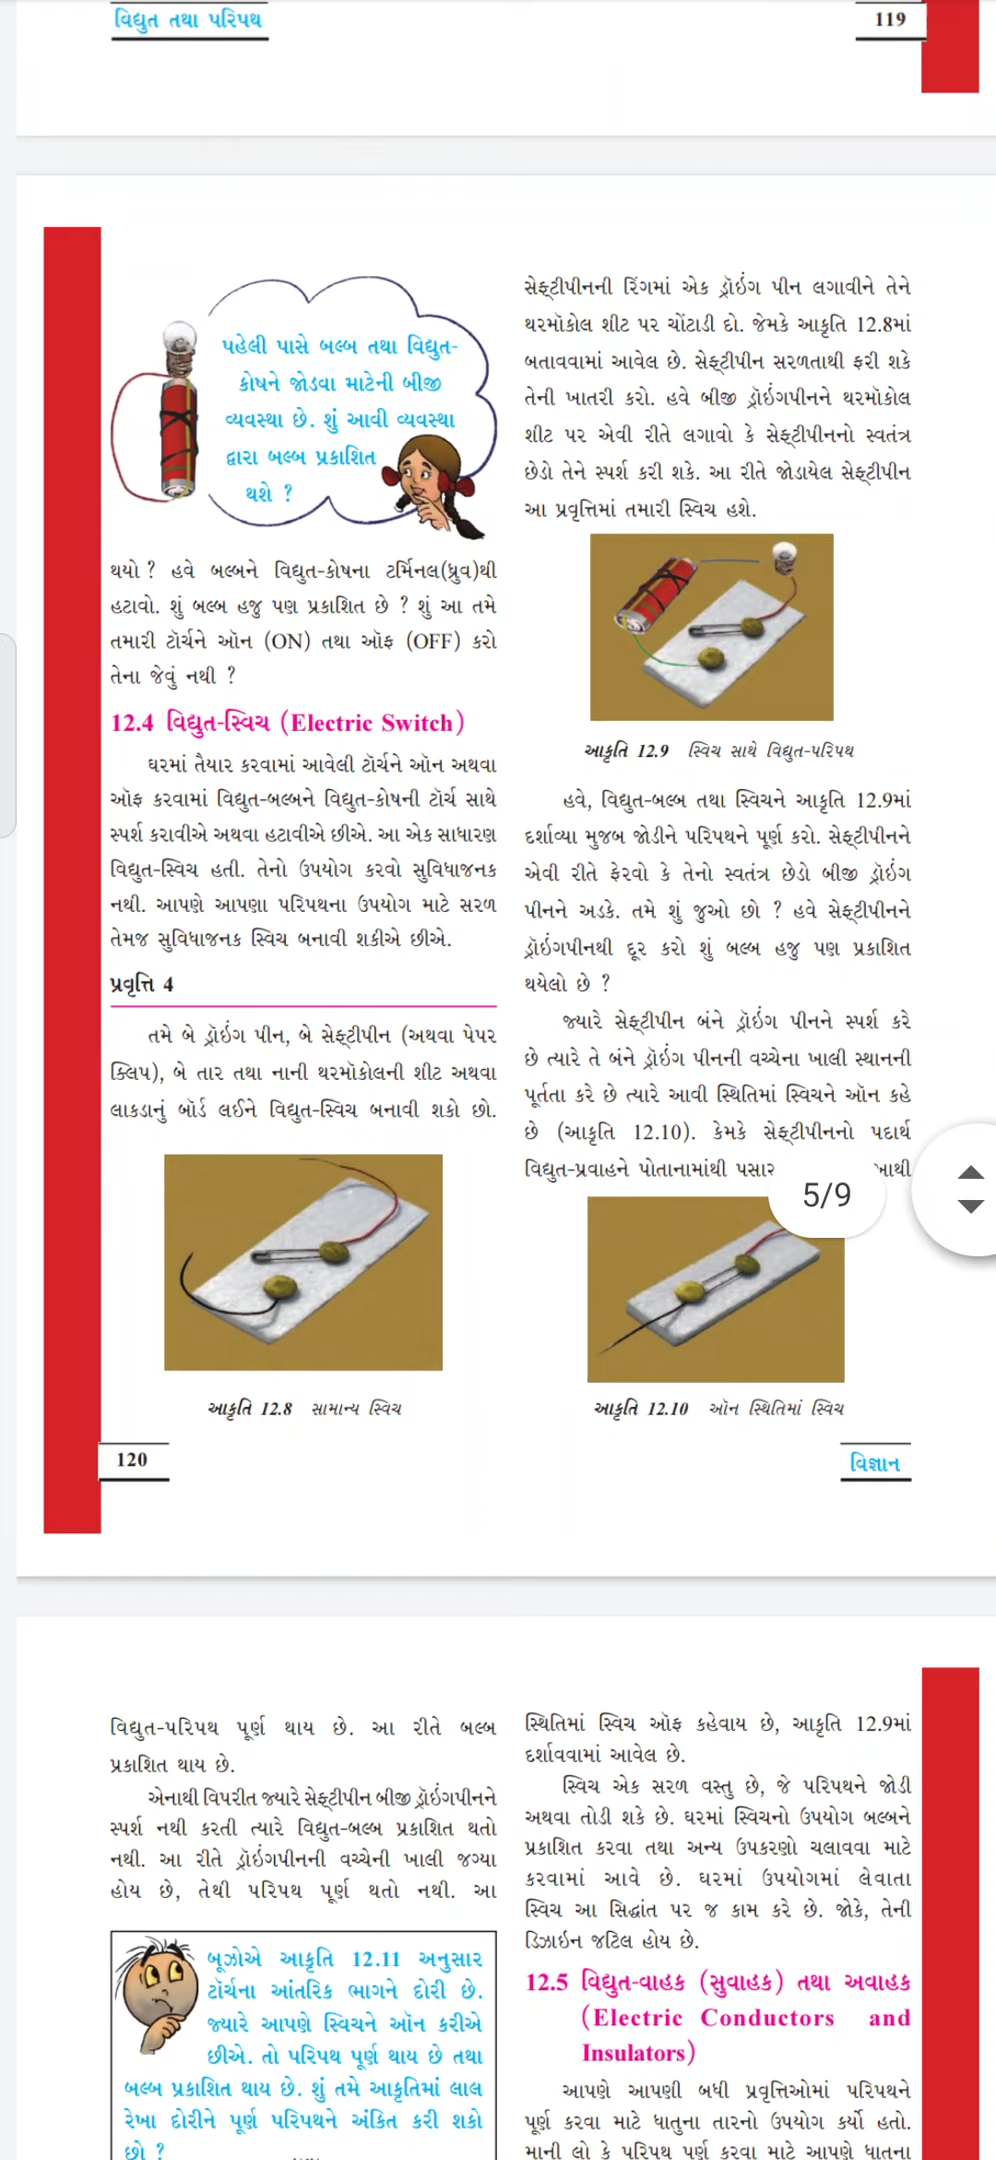 વિદ્યુત તથા પરિપથ
119
પહેલી પાસે બલ્બ તથા વિદ્યુત-
કોષને જોડવા માટેની બીજી
વ્યવસ્થા છે. શું આવી વ્યવસ્થા
દ્વારા બલ્બ પ્રકાશિત
થશે ?
થયો ? હવે બલ્બને વિદ્યુત-કોષના ટર્મિનલ(ધ્રુવ)થી
હટાવો. શું બલ્બ હજુ પણ પ્રકાશિત છે ? શું આ તમે
તમારી ટૉર્ચને ઑન (ON) તથા ઑફ (OFF) કરો
તેના જેવું નથી ?
12.4 વિદ્યુત-સ્વિચ (Electric Switch)
ઘરમાં તૈયાર કરવામાં આવેલી ટૉર્ચને ઑન અથવા
ઑફ કરવામાં વિદ્યુત-બલ્બને વિદ્યુત-કોષની ટૉર્ચ સાથે
સ્પર્શ કરાવીએ અથવા હટાવીએ છીએ. આ એક સાધારણ
વિદ્યુત-સ્વિચ હતી. તેનો ઉપયોગ કરવો સુવિધાજનક
નથી. આપણે આપણા પરિપથના ઉપયોગ માટે સરળ
તેમજ સુવિધાજનક સ્વિચ બનાવી શકીએ છીએ.
પ્રવૃત્તિ 4
તમે બે ડ્રૉઇંગ પીન, બે સેફ્ટીપીન (અથવા પેપર
ક્લિપ), બે તાર તથા નાની થરમૉકોલની શીટ અથવા
લાકડાનું બૉર્ડ લઈને વિદ્યુત-સ્વિચ બનાવી શકો છો.
આકૃતિ 12.8 સામાન્ય સ્વિચ
120
સેફ્ટીપીનની રિંગમાં એક ડ્રૉઇંગ પીન લગાવીને તેને
થરમૉકોલ શીટ પર ચોંટાડી દો. જેમકે આકૃતિ 12.8માં
બતાવવામાં આવેલ છે. સેફ્ટીપીન સરળતાથી ફરી શકે
તેની ખાતરી કરો. હવે બીજી ડ્રૉઇંગપીનને થરમૉકોલ
શીટ પર એવી રીતે લગાવો કે સેફ્ટીપીનનો સ્વતંત્ર
છેડો તેને સ્પર્શ કરી શકે. આ રીતે જોડાયેલ સેફ્ટીપીન
આ પ્રવૃત્તિમાં તમારી સ્વિચ હશે.
આકૃતિ 12.9 સ્વિચ સાથે વિદ્યુત-પરિપથ
હવે, વિદ્યુત-બલ્બ તથા સ્વિચને આકૃતિ 12.9માં
દર્શાવ્યા મુજબ જોડીને પરિપથને પૂર્ણ કરો. સેફ્ટીપીનને
એવી રીતે ફેરવો કે તેનો સ્વતંત્ર છેડો બીજી ડ્રૉઇંગ
પીનને અડકે. તમે શું જુઓ છો ? હવે સેફ્ટીપીનને
ડ્રૉઇંગપીનથી દૂર કરો શું બલ્બ હજુ પણ પ્રકાશિત
થયેલો છે ?
જ્યારે સેફ્ટીપીન બંને ડ્રૉઇંગ પીનને સ્પર્શ કરે
છે ત્યારે તે બંને ડ્રૉઇંગ પીનની વચ્ચેના ખાલી સ્થાનની
પૂર્તતા કરે છે ત્યારે આવી સ્થિતિમાં સ્વિચને ઑન કહે
છે (આકૃતિ 12.10). કેમકે સેફ્ટીપીનનો પદાર્થ
વિદ્યુત-પ્રવાહને પોતાનામાંથી પસાર
5/9
આકૃતિ 12.10 ઑન સ્થિતિમાં સ્વિચ
વિજ્ઞાન
વિદ્યુત-પરિપથ પૂર્ણ થાય છે. આ રીતે બલ્બ
પ્રકાશિત થાય છે.
એનાથી વિપરીત જ્યારે સેફ્ટીપીન બીજી ડ્રૉઇંગપીનને
સ્પર્શ નથી કરતી ત્યારે વિદ્યુત-બલ્બ પ્રકાશિત થતો
નથી. આ રીતે ડ્રૉઇંગપીનની વચ્ચેની ખાલી જગ્યા
હોય છે, તેથી પરિપથ પૂર્ણ થતો નથી. આ
બૂઝોએ આકૃતિ 12.11 અનુસાર
ટૉર્ચના આંતરિક ભાગને દોરી છે.
જ્યારે આપણે સ્વિચને ઑન કરીએ
છીએ. તો પરિપથ પૂર્ણ થાય છે તથા
બલ્બ પ્રકાશિત થાય છે. શું તમે આકૃતિમાં લાલ
રેખા દોરીને પૂર્ણ પરિપથને અંકિત કરી શકો
છો ?
સ્થિતિમાં સ્વિચ ઑફ કહેવાય છે, આકૃતિ 12.9માં
દર્શાવવામાં આવેલ છે.
સ્વિચ એક સરળ વસ્તુ છે, જે પરિપથને જોડી
અથવા તોડી શકે છે. ઘરમાં સ્વિચનો ઉપયોગ બલ્બને
પ્રકાશિત કરવા તથા અન્ય ઉપકરણો ચલાવવા માટે
કરવામાં આવે છે. ઘરમાં ઉપયોગમાં લેવાતા
સ્વિચ આ સિદ્ધાંત પર જ કામ કરે છે. જોકે, તેની
ડિઝાઇન જટિલ હોય છે.
12.5 વિદ્યુત-વાહક (સુવાહક) તથા અવાહક
(Electric Conductors and
Insulators)
આપણે આપણી બધી પ્રવૃત્તિઓમાં પરિપથને
પૂર્ણ કરવા માટે ધાતુના તારનો ઉપયોગ કર્યો હતો.
માની લો કે પરિપથ પૂર્ણ કરવા માટે આપણે ધાતુના